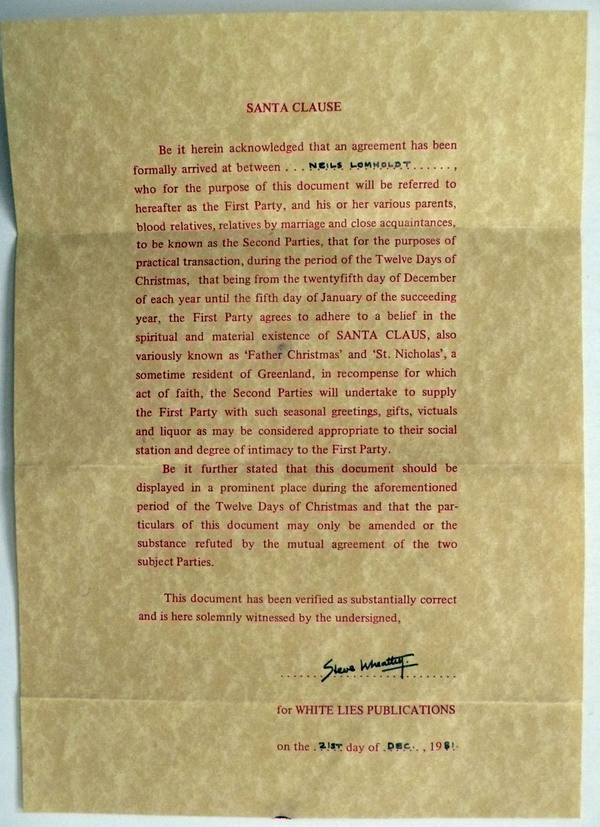 SANTA CLAUSE
Be it herein acknowledged that an agreement has been
formally arrived at between . . . NEILS LOMHOLDT . . . . . . ,
who for the purpose of this document will be referred to
hereafter as the First Party, and his or her various parents,
blood relatives, relatives by marriage and close acquaintances,
to be known as the Second Parties, that for the purposes of
practical transaction, during the period of the Twelve Days of
Christmas, that being from the twentyfifth day of December
of each year until the fifth day of January of the succeeding
year, the First Party agrees to adhere to a belief in the
spiritual and material existence of SANTA CLAUS, also
variously known as ‘Father Christmas’ and ‘St. Nicholas’, a
sometime resident of Greenland, in recompense for which
act of faith, the Second Parties will undertake to supply
the First Party with such seasonal greetings, gifts, victuals
and liquor as may be considered appropriate to their social
station and degree of intimacy to the First Party.
Be it further stated that this document should be
displayed in a prominent place during the aforementioned
period of the Twelve Days of Christmas and that the par-
ticulars of this document may only be amended or the
substance refuted by the mutual agreement of the two
subject Parties.
This document has been verified as substantially correct
and is here solemnly witnessed by the undersigned,
Steve Wheatley
for WHITE LIES PUBLICATIONS
on the 21ST day of DEC , 1981